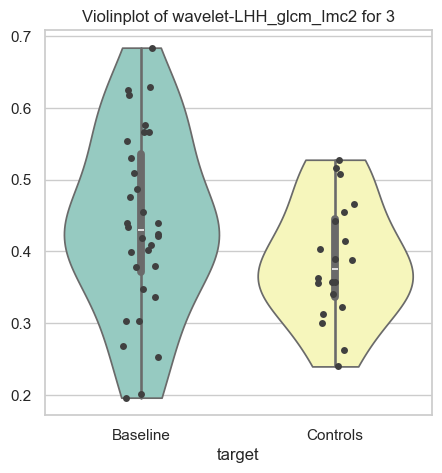 Violinplot of wavelet-LHH_glcm_Imc2 for 3
0.7
0.6
0.5
0.4
0.3
0.2
Baseline
Controls
target